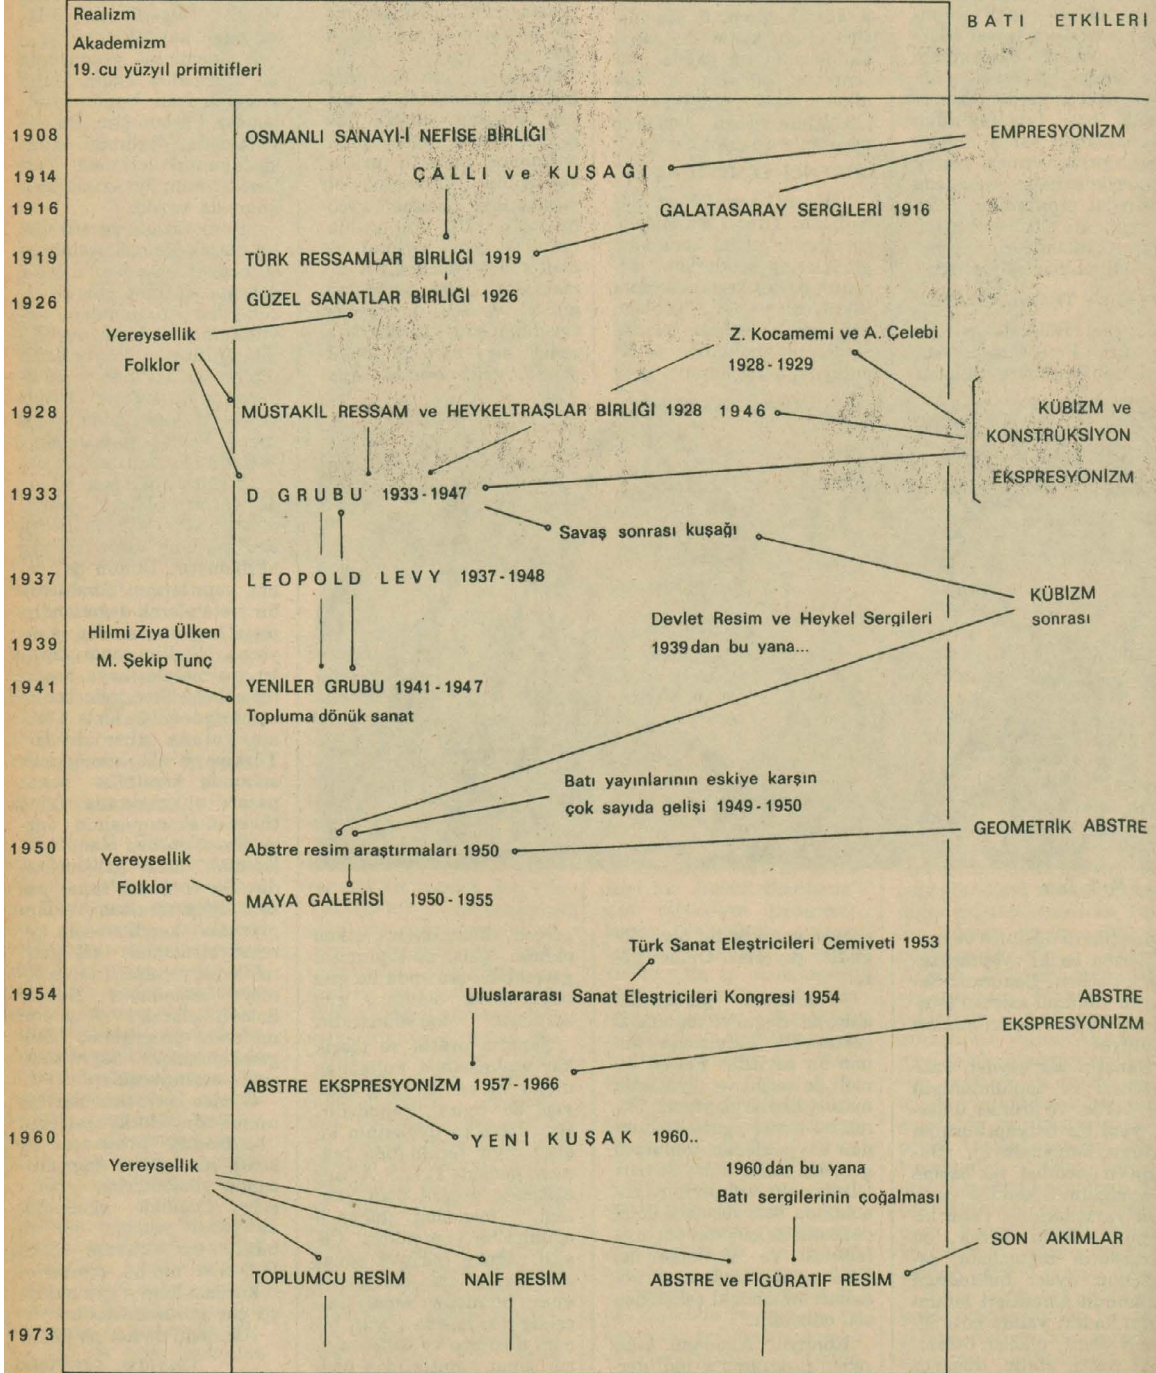 Realizm
Akademizm
19.cu yüzyıl primitifleri
BATI ETKİLERİ
1908
OSMANLI SANAYİ-İ NEFİSE BİRLİĞİ
EMPRESYONİZM
1914
ÇALLI ve KUŞAĞI
1916
GALATASARAY SERGİLERİ 1916
1919
TÜRK RESSAMLAR BİRLİĞİ 1919
1926
GÜZEL SANATLAR BİRLİĞİ 1926
Yereysellik
Folklor
Z. Kocamemi ve A. Çelebi
1928-1929
1928
MÜSTAKİL RESSAM ve HEYKELTRAŞLAR BİRLİĞİ 1928 1946
KÜBİZM ve
KONSTRÜKSİYON
EKSPRESYONİZM
1933
D GRUBU 1933-1947
Savaş sonrası kuşağı
1937
LEOPOLD LEVY 1937-1948
KÜBİZM
sonrası
Devlet Resim ve Heykel Sergileri
1939dan bu yana...
1939
Hilmi Ziya Ülken
M. Şekip Tunç
1941
YENİLER GRUBU 1941-1947
Topluma dönük sanat
Batı yayınlarının eskiye karşın
çok sayıda gelişi 1949-1950
GEOMETRİK ABSTRE
1950
Abstre resim araştırmaları 1950
Yereysellik
Folklor
MAYA GALERİSİ 1950-1955
Türk Sanat Eleştricileri Cemiveti 1953
1954
Uluslararası Sanat Eleştricileri Kongresi 1954
ABSTRE
EKSPRESYONİZM
ABSTRE EKSPRESYONİZM 1957-1966
1960
YENİ KUŞAK 1960..
Yereysellik
1960dan bu yana
Batı sergilerinin çoğalması
SON AKIMLAR
TOPLUMCU RESİM
NAİF RESİM
ABSTRE ve FİGÜRATİF RESİM
1973